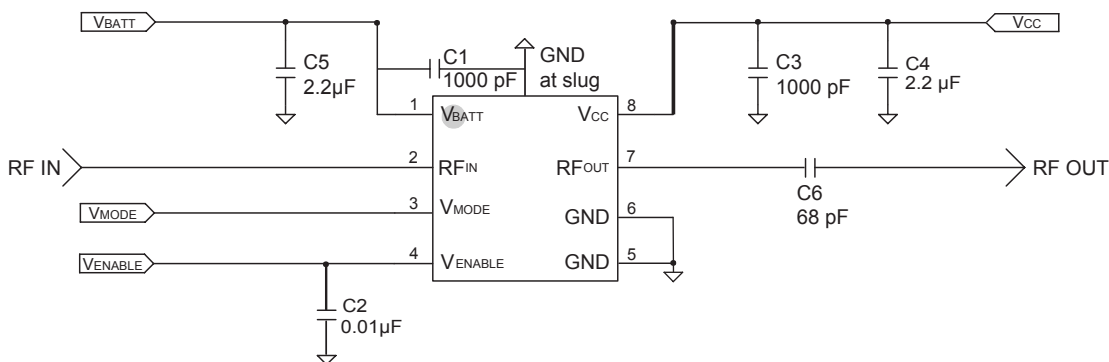 VBATT
VCC
C5
2.2µF
C1
1000 pF
GND
at slug
C3
1000 pF
C4
2.2 µF
1
VBATT
VCC
8
RF IN
2
RFIN
RFOUT
7
RF OUT
C6
68 pF
VMODE
3
VMODE
GND
6
VENABLE
4
VENABLE
GND
5
C2
0.01µF